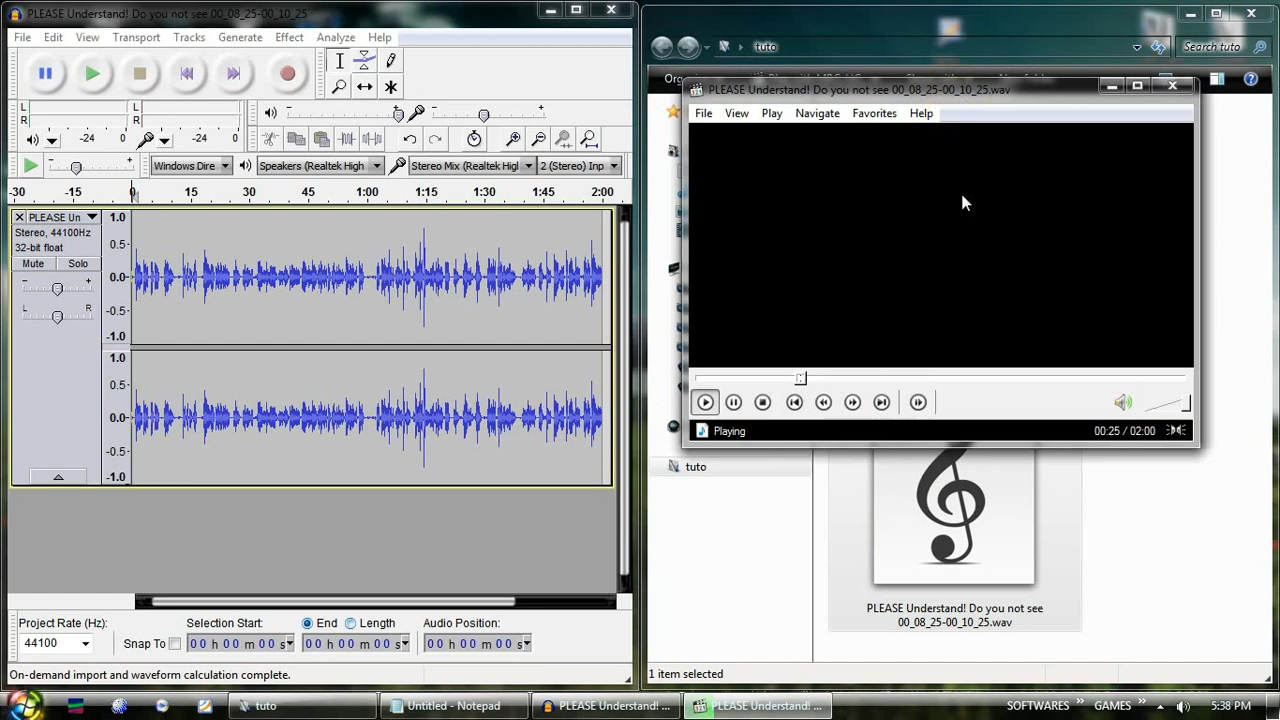 PLEASE Understand! Do you not see 00_08_25-00_10_25
File Edit View Transport Tracks Generate Effect Analyze Help
L
R
-24 0
L
R
-24 0
Windows Dire
Speakers (Realtek High
Stereo Mix (Realtek Higl
2 (Stereo) Inp
-30 -15 0 15 30 45 1:00 1:15 1:30 1:45 2:00
PLEASE Un
Stereo, 44100Hz
32-bit float
Mute Solo
- +
L R
1.0
0.5
0.0
-0.5
-1.0
1.0
0.5
0.0
-0.5
-1.0
Project Rate (Hz):
44100
Snap To
Selection Start:
00 h 00 m 00 s
End Length
00 h 00 m 00 s
Audio Position:
00 h 00 m 00 s
On-demand import and waveform calculation complete.
tuto
Search tuto
PLEASE Understand! Do you not see 00_08_25-00_10_25.wav
File View Play Navigate Favorites Help
Playing
00:25 / 02:00
tuto
PLEASE Understand! Do you not see
00_08_25-00_10_25.wav
1 item selected
tuto
Untitled - Notepad
PLEASE Understand! ...
PLEASE Understand! ...
SOFTWARES »
GAMES »
5:38 PM